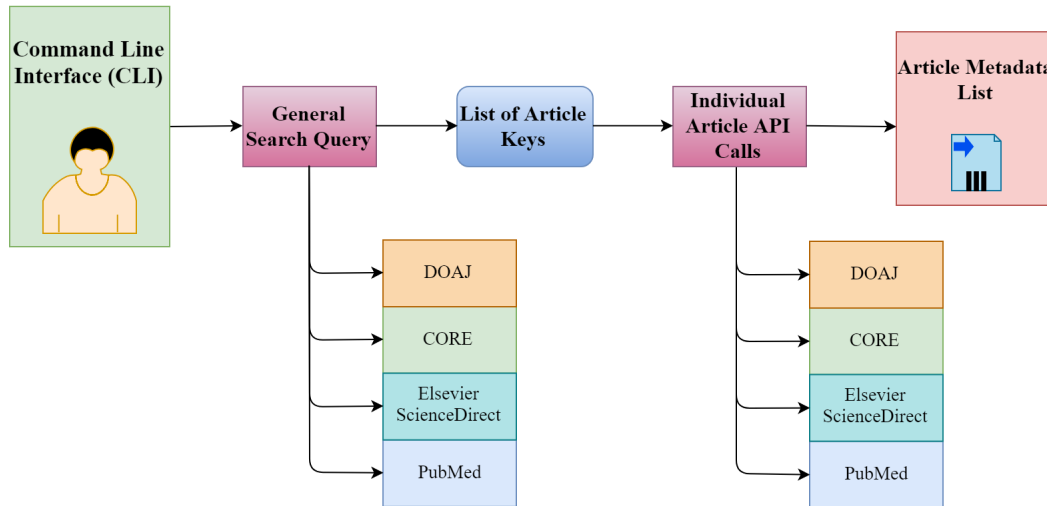 Command Line
Interface (CLI)
General
Search Query
List of Article
Keys
Individual
Article API
Calls
Article Metadata
List
DOAJ
CORE
Elsevier
ScienceDirect
PubMed
DOAJ
CORE
Elsevier
ScienceDirect
PubMed